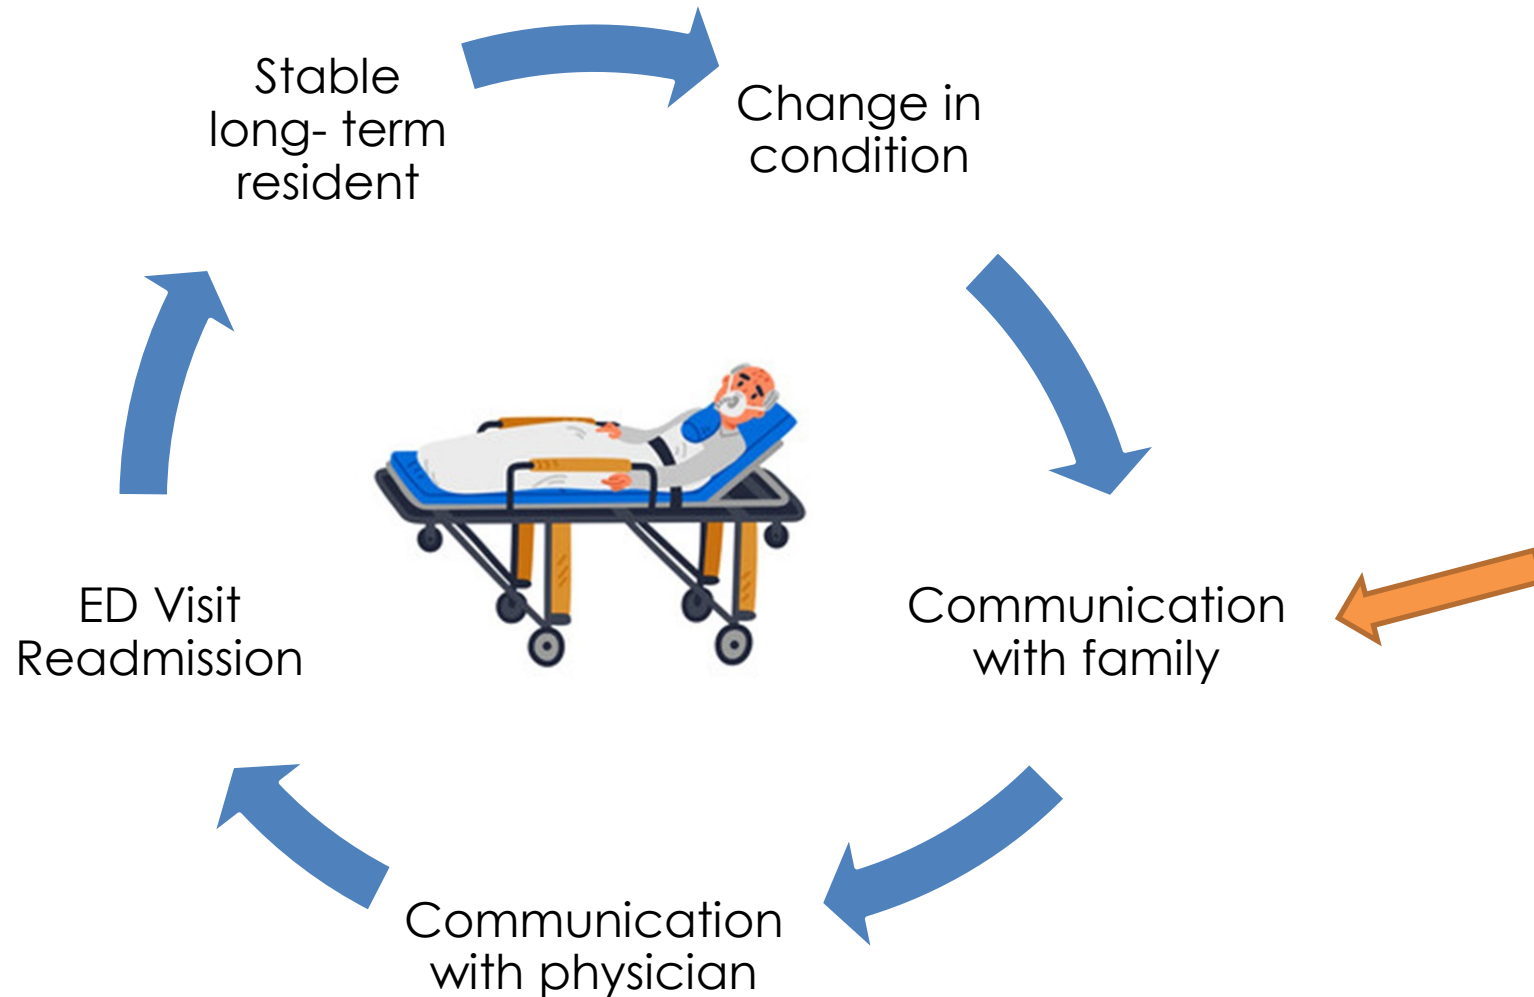 Stable
long- term
resident
Change in
condition
Communication
with family
Communication
with physician
ED Visit
Readmission